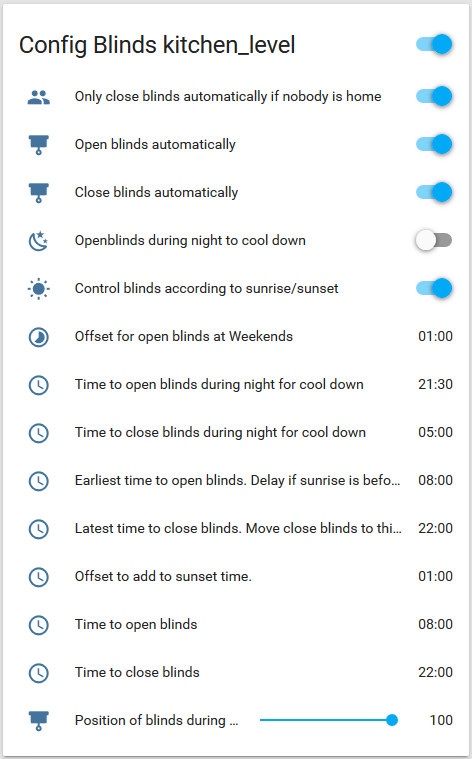 Config Blinds kitchen_level
Only close blinds automatically if nobody is home
Open blinds automatically
Close blinds automatically
Openblinds during night to cool down
Control blinds according to sunrise/sunset
Offset for open blinds at Weekends 01:00
Time to open blinds during night for cool down 21:30
Time to close blinds during night for cool down 05:00
Earliest time to open blinds. Delay if sunrise is befo... 08:00
Latest time to close blinds. Move close blinds to thi... 22:00
Offset to add to sunset time. 01:00
Time to open blinds 08:00
Time to close blinds 22:00
Position of blinds during ... 100